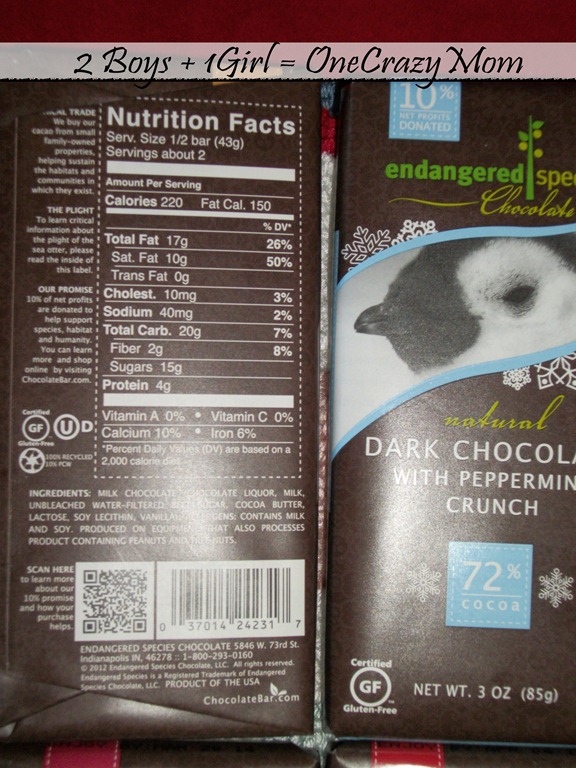 2 Boys + 1Girl = OneCrazy Mom
TRADE
We buy our
cacao from small
family-owned
properties,
helping sustain
the habitats and
communities in
which they exist.
THE PLIGHT
To learn critical
information about
the plight of the
sea otter, please
read the inside of
this label.
OUR PROMISE
10% of net profits
are donated to
help support
species, habitat
and humanity.
You can learn
more and shop
online by visiting
ChocolateBar.com.
Certified
GF
Gluten-Free
U D
100% RECYCLED
10% PCW
Nutrition Facts
Serv. Size 1/2 bar (43g)
Servings about 2
Amount Per Serving
Calories 220 Fat Cal. 150
% DV*
Total Fat 17g 26%
Sat. Fat 10g 50%
Trans Fat 0g
Cholest. 10mg 3%
Sodium 40mg 2%
Total Carb. 20g 7%
Fiber 2g 8%
Sugars 15g
Protein 4g
Vitamin A 0% • Vitamin C 0%
Calcium 10% • Iron 6%
*Percent Daily Values (DV) are based on a
2,000 calorie diet
INGREDIENTS: MILK CHOCOLATE LIQUOR, MILK,
UNBLEACHED WATER-FILTERED SUGAR, COCOA BUTTER,
LACTOSE, SOY LECITHIN, CONTAINS MILK
AND SOY. PRODUCED ON EQUIPMENT THAT ALSO PROCESSES
PRODUCT CONTAINING PEANUTS AND
SCAN HERE
to learn more
about our
10% promise
and how your
purchase
helps.
0 37014 24231 7
ENDANGERED SPECIES CHOCOLATE 5846 W. 73rd St.
Indianapolis IN, 46278 :: 1-800-293-0160
© 2012 Endangered Species Chocolate, LLC. All rights reserved.
Endangered Species is a Registered Trademark of Endangered
Species Chocolate, LLC. PRODUCT OF THE USA
ChocolateBar.com
10%
NET PROFITS
DONATED
endangered spec
Chocolate
natural
DARK CHOCOLA
WITH PEPPERMIN
CRUNCH
72%
cocoa
Certified
GF
Gluten-Free
NET WT. 3 OZ (85g)